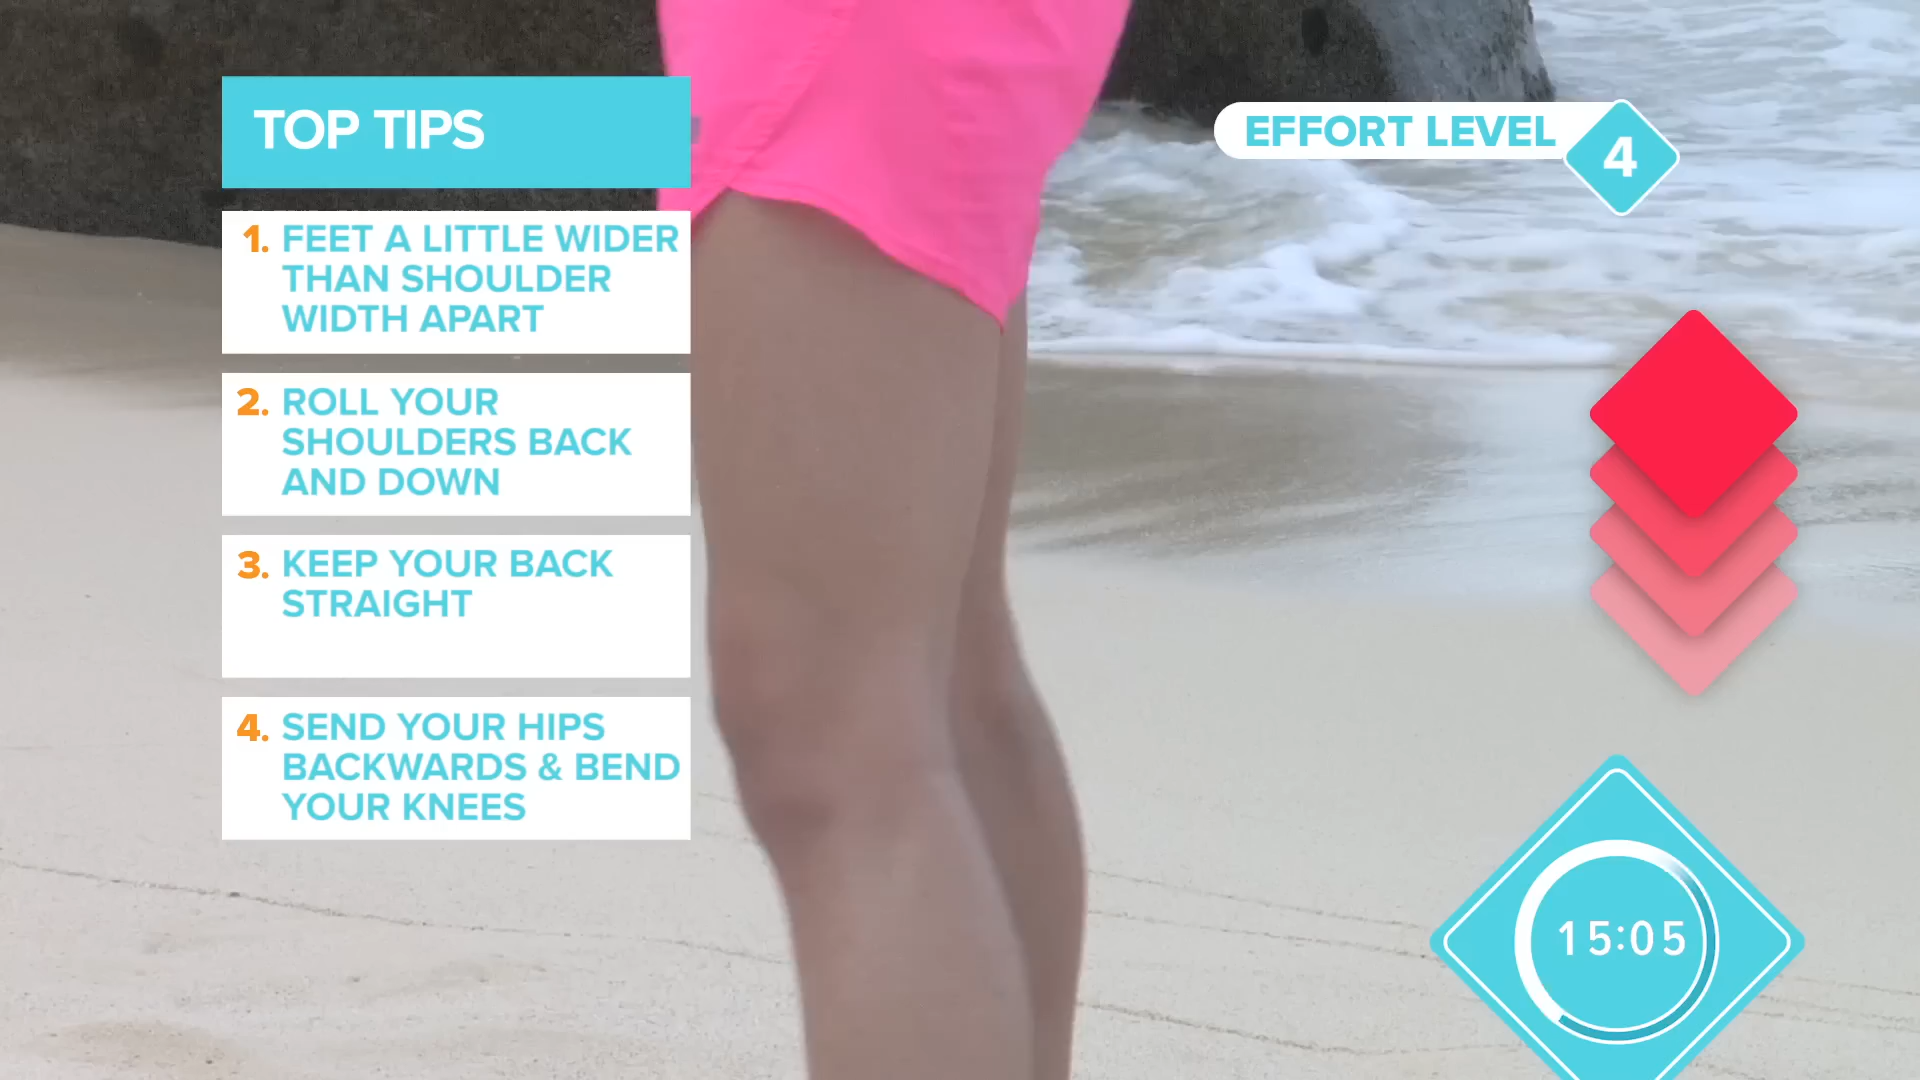 TOP TIPS
1. FEET A LITTLE WIDER
THAN SHOULDER
WIDTH APART
2. ROLL YOUR
SHOULDERS BACK
AND DOWN
3. KEEP YOUR BACK
STRAIGHT
4. SEND YOUR HIPS
BACKWARDS & BEND
YOUR KNEES
EFFORT LEVEL
4
15:05